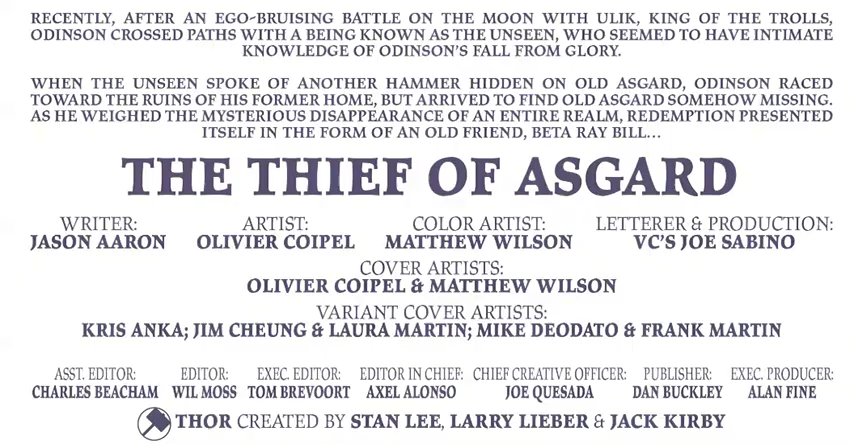 RECENTLY, AFTER AN EGO-BRUISING BATTLE ON THE MOON WITH ULIK, KING OF THE TROLLS,
ODINSON CROSSED PATHS WITH A BEING KNOWN AS THE UNSEEN, WHO SEEMED TO HAVE INTIMATE
KNOWLEDGE OF ODINSON'S FALL FROM GLORY.
WHEN THE UNSEEN SPOKE OF ANOTHER HAMMER HIDDEN ON OLD ASGARD, ODINSON RACED
TOWARD THE RUINS OF HIS FORMER HOME, BUT ARRIVED TO FIND OLD ASGARD SOMEHOW MISSING.
AS HE WEIGHED THE MYSTERIOUS DISAPPEARANCE OF AN ENTIRE REALM, REDEMPTION PRESENTED
ITSELF IN THE FORM OF AN OLD FRIEND, BETA RAY BILL...
THE THIEF OF ASGARD
WRITER: ARTIST: COLOR ARTIST: LETTERER & PRODUCTION:
JASON AARON OLIVIER COIPEL MATTHEW WILSON VC'S JOE SABINO
COVER ARTISTS:
OLIVIER COIPEL & MATTHEW WILSON
VARIANT COVER ARTISTS:
KRIS ANKA; JIM CHEUNG & LAURA MARTIN; MIKE DEODATO & FRANK MARTIN
ASST. EDITOR: EDITOR: EXEC. EDITOR: EDITOR IN CHIEF: CHIEF CREATIVE OFFICER: PUBLISHER: EXEC. PRODUCER:
CHARLES BEACHAM WIL MOSS TOM BREVOORT AXEL ALONSO JOE QUESADA DAN BUCKLEY ALAN FINE
THOR CREATED BY STAN LEE, LARRY LIEBER & JACK KIRBY